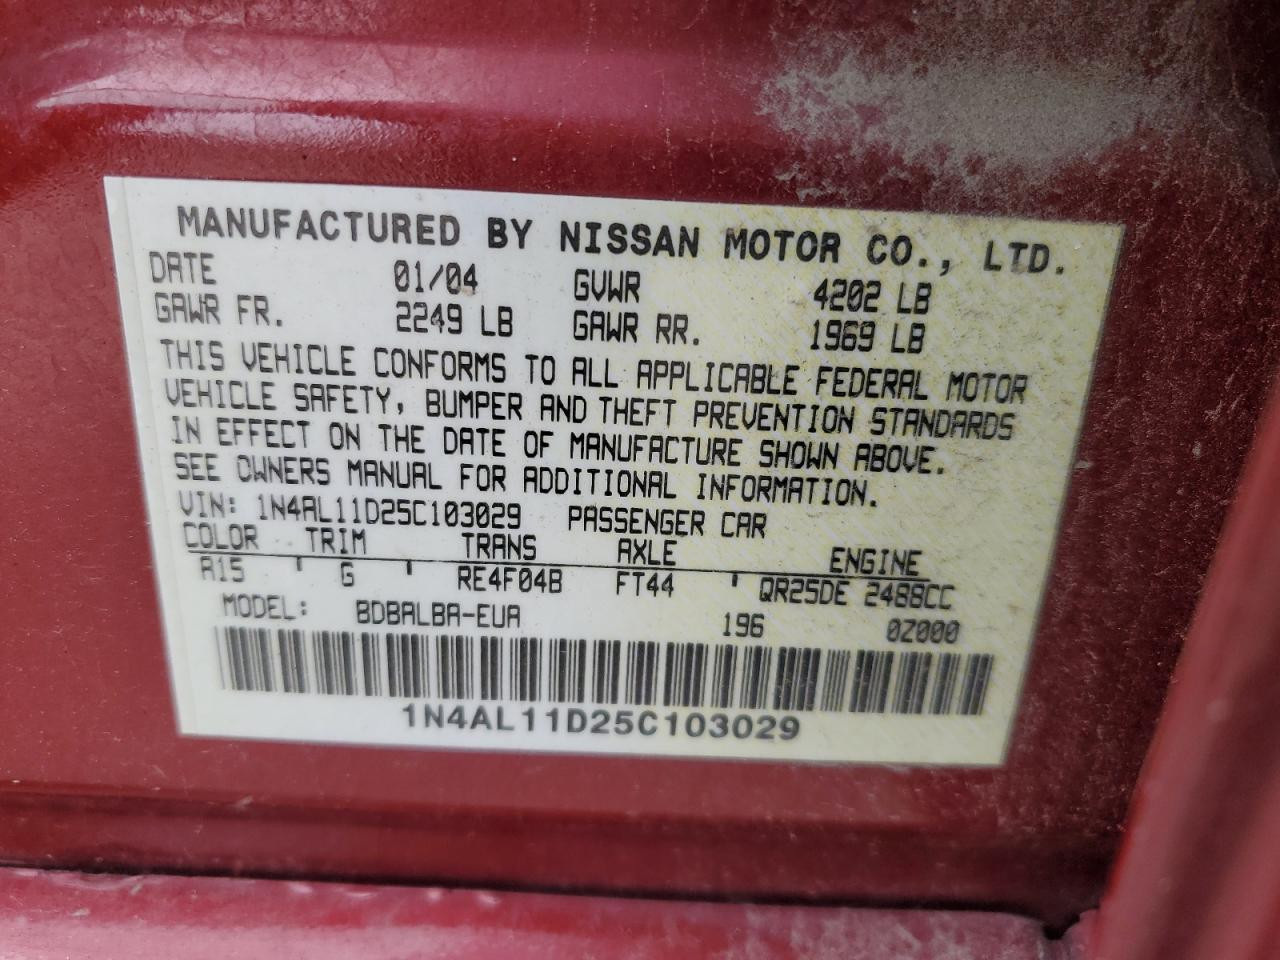 MANUFACTURED BY NISSAN MOTOR CO., LTD.
DATE 01/04 GVWR 4202 LB
GAWR FR. 2249 LB GAWR RR. 1969 LB
THIS VEHICLE CONFORMS TO ALL APPLICABLE FEDERAL MOTOR
VEHICLE SAFETY, BUMPER AND THEFT PREVENTION STANDARDS
IN EFFECT ON THE DATE OF MANUFACTURE SHOWN ABOVE.
SEE OWNERS MANUAL FOR ADDITIONAL INFORMATION.
VIN: 1N4AL11D25C103029 PASSENGER CAR
COLOR TRIM TRANS AXLE ENGINE
A15 G RE4F04B FT44 QR25DE 2488CC
MODEL: BDBALBA-EUA 196 0Z000
1N4AL11D25C103029